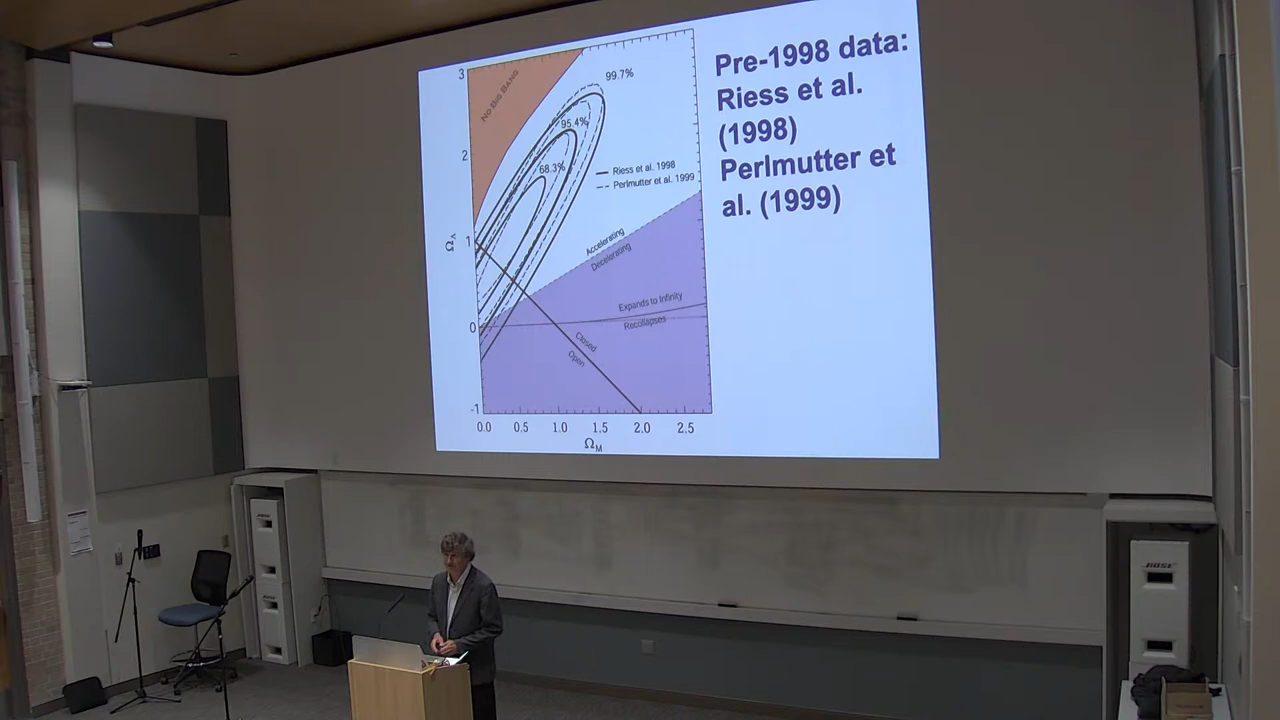 Pre-1998 data:
Riess et al.
(1998)
Perlmutter et
al. (1999)
3
2
1
0
-1
Ω
NO BIG BANG
99.7%
95.4%
68.3%
Riess et al. 1998
Perlmutter et al. 1999
Accelerating
Decelerating
Expands to Infinity
Recollapses
Closed
Open
0.0 0.5 1.0 1.5 2.0 2.5
Ω_M
BOSE